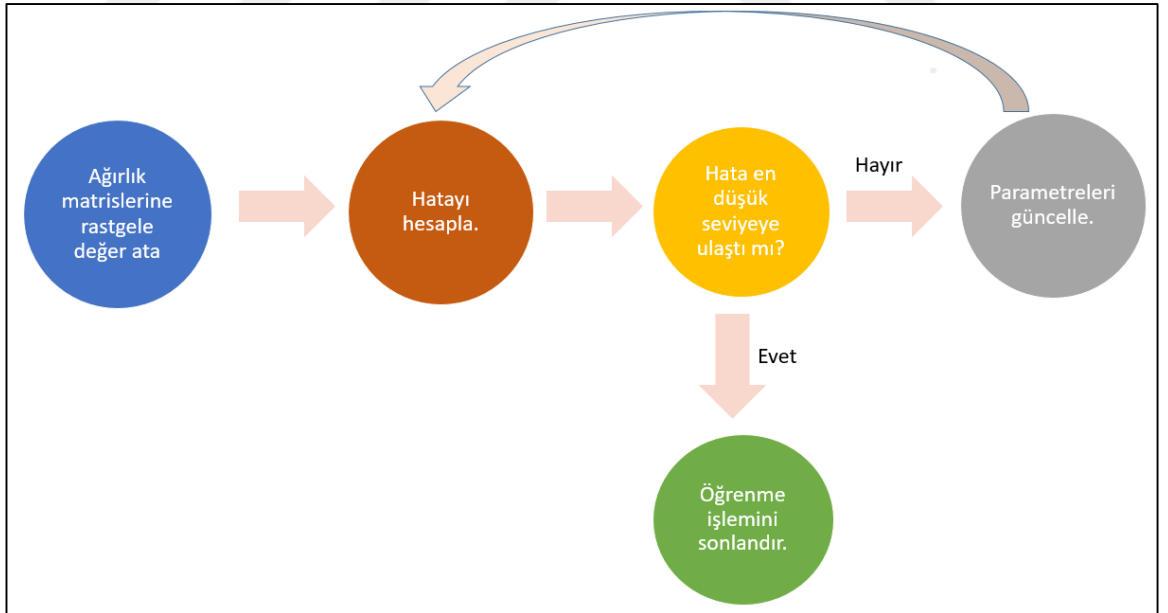 Ağırlık
matrislerine
rastgele
değer ata
Hatayı
hesapla.
Hata en
düşük
seviyeye
ulaştı mı?
Hayır
Parametreleri
güncelle.
Evet
Öğrenme
işlemini
sonlandır.